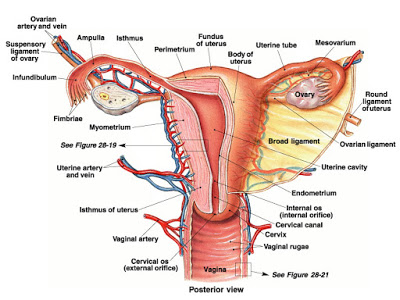 Ovarian
artery and vein
Suspensory
ligament
of ovary
Ampulla
Isthmus
Fundus
of uterus
Perimetrium
Body of
uterus
Uterine tube
Mesovarium
Infundibulum
Ovary
Round
ligament
of uterus
Fimbriae
Myometrium
Broad ligament
Ovarian ligament
See Figure 28-19
Uterine artery
and vein
Uterine cavity
Endometrium
Isthmus of uterus
Internal os
(internal orifice)
Cervical canal
Vaginal artery
Cervix
Vaginal rugae
Cervical os
(external orifice)
Vagina
See Figure 28-21
Posterior view